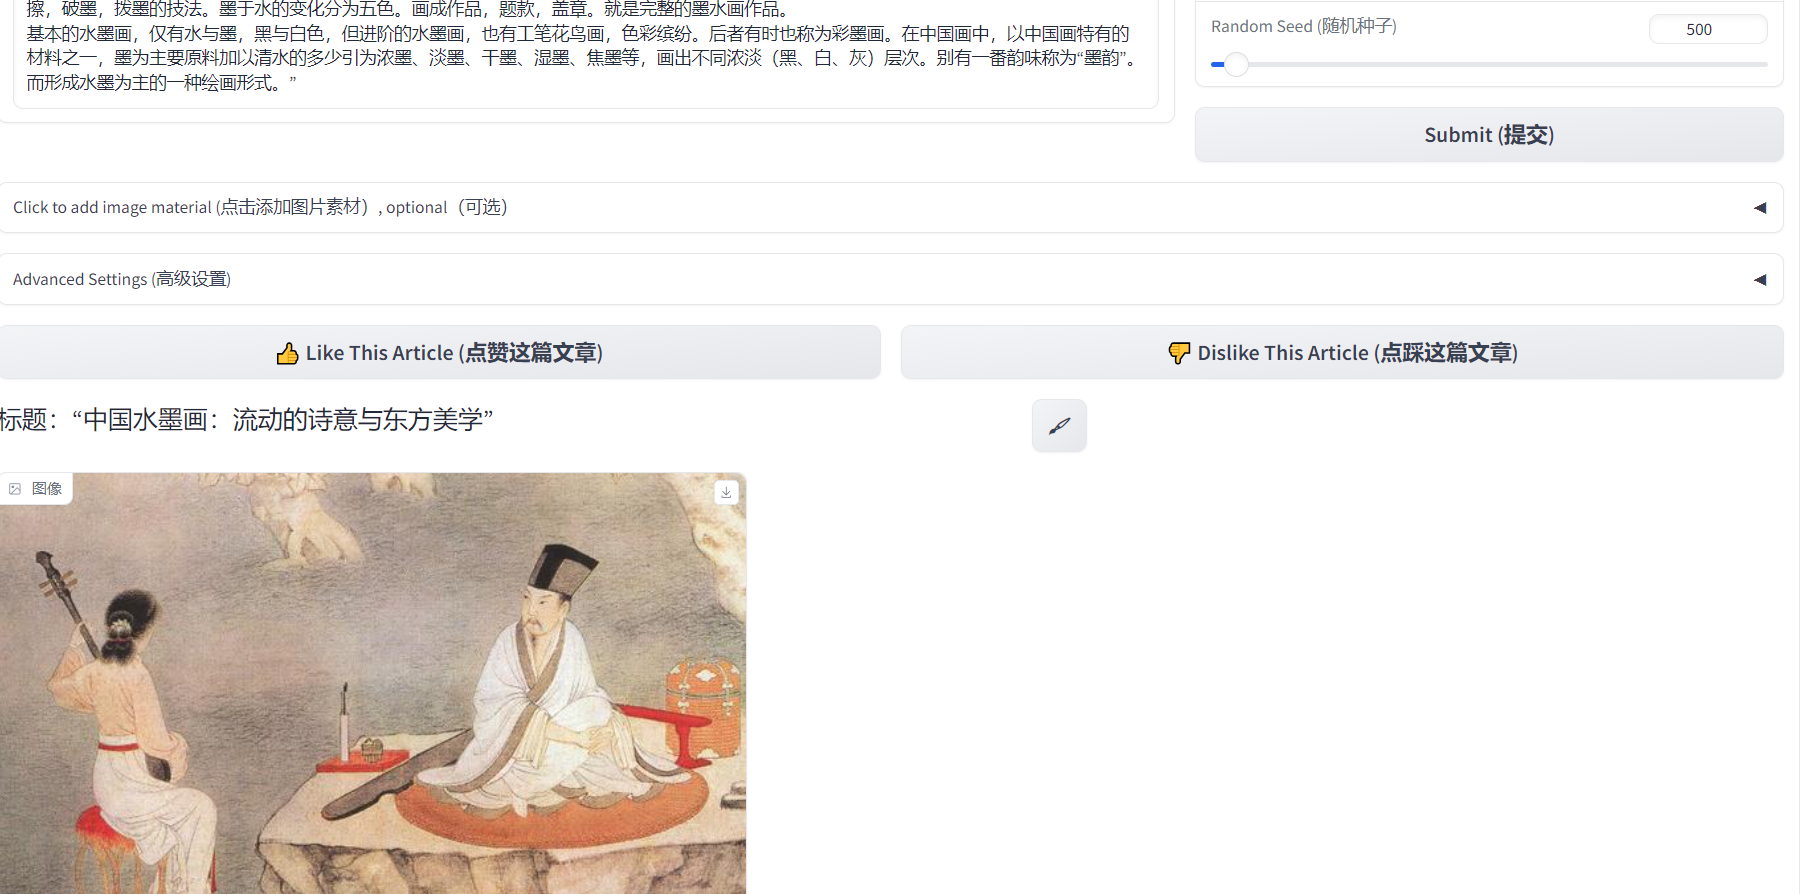 擦，破墨，拨墨的技法。墨于水的变化分为五色。画成作品，题款，盖章。就是完整的墨水画作品。
基本的水墨画，仅有水与墨，黑与白色，但进阶的水墨画，也有工笔花鸟画，色彩缤纷。后者有时也称为彩墨画。在中国画中，以中国画特有的
材料之一，墨为主要原料加以清水的多少引为浓墨、淡墨、干墨、湿墨、焦墨等，画出不同浓淡（黑、白、灰）层次。别有一番韵味称为“墨韵”。
而形成水墨为主的一种绘画形式。”
Random Seed (随机种子)
500
Submit (提交)
Click to add image material (点击添加图片素材）, optional（可选）
Advanced Settings (高级设置)
👍 Like This Article (点赞这篇文章)
👎 Dislike This Article (点踩这篇文章)
标题：“中国水墨画：流动的诗意与东方美学”
图像